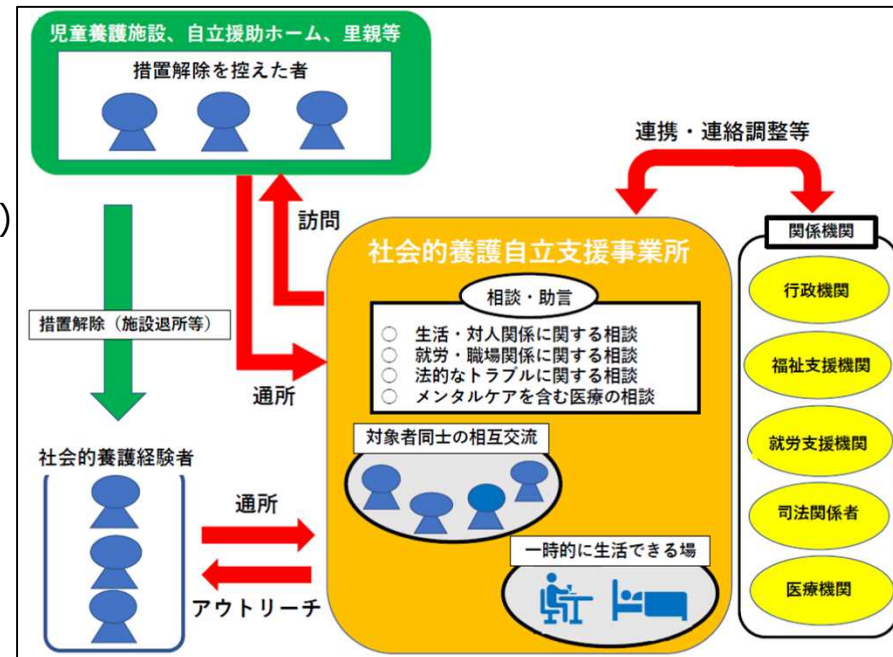 児童養護施設、自立援助ホーム、里親等
措置解除を控えた者
)
訪問
連携・連絡調整等
措置解除（施設退所等）
通所
社会的養護自立支援事業所
相談・助言
○ 生活・対人関係に関する相談
○ 就労・職場関係に関する相談
○ 法的なトラブルに関する相談
○ メンタルケアを含む医療の相談
対象者同士の相互交流
一時的に生活できる場
社会的養護経験者
通所
アウトリーチ
関係機関
行政機関
福祉支援機関
就労支援機関
司法関係者
医療機関